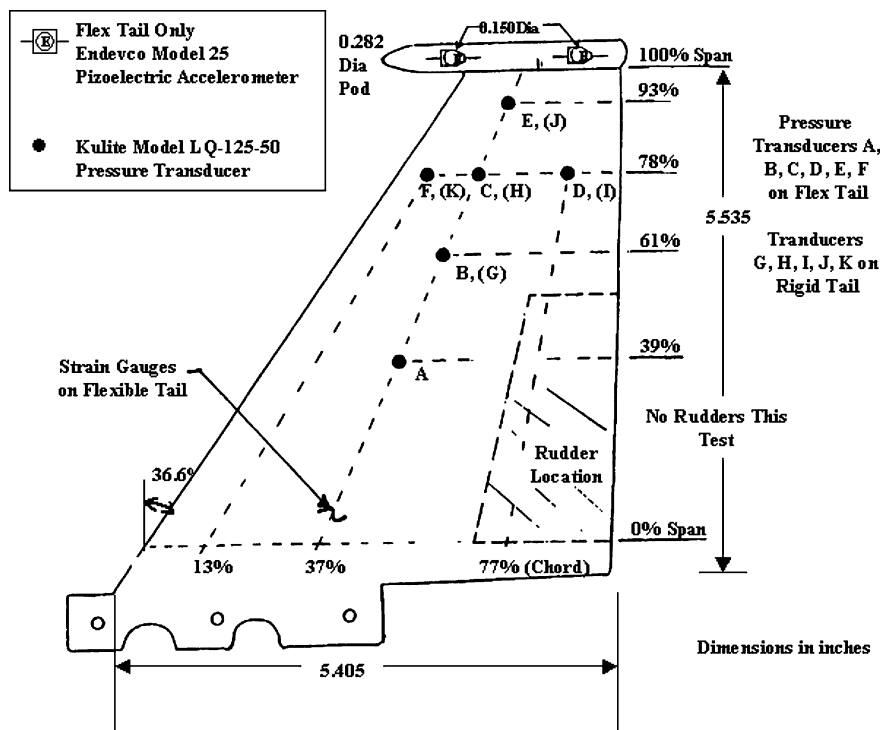 E
Flex Tail Only
Endevco Model 25
Pizoelectric Accelerometer
Kulite Model LQ-125-50
Pressure Transducer
0.282
Dia
Pod
0.150Dia
E
E
100% Span
93%
E, (J)
78%
F, (K)
C, (H)
D, (I)
61%
B, (G)
39%
A
Pressure
Transducers A,
B, C, D, E, F
on Flex Tail
5.535
Tranducers
G, H, I, J, K on
Rigid Tail
Strain Gauges
on Flexible Tail
No Rudders This
Test
Rudder
Location
36.6%
0% Span
13%
37%
77% (Chord)
5.405
Dimensions in inches